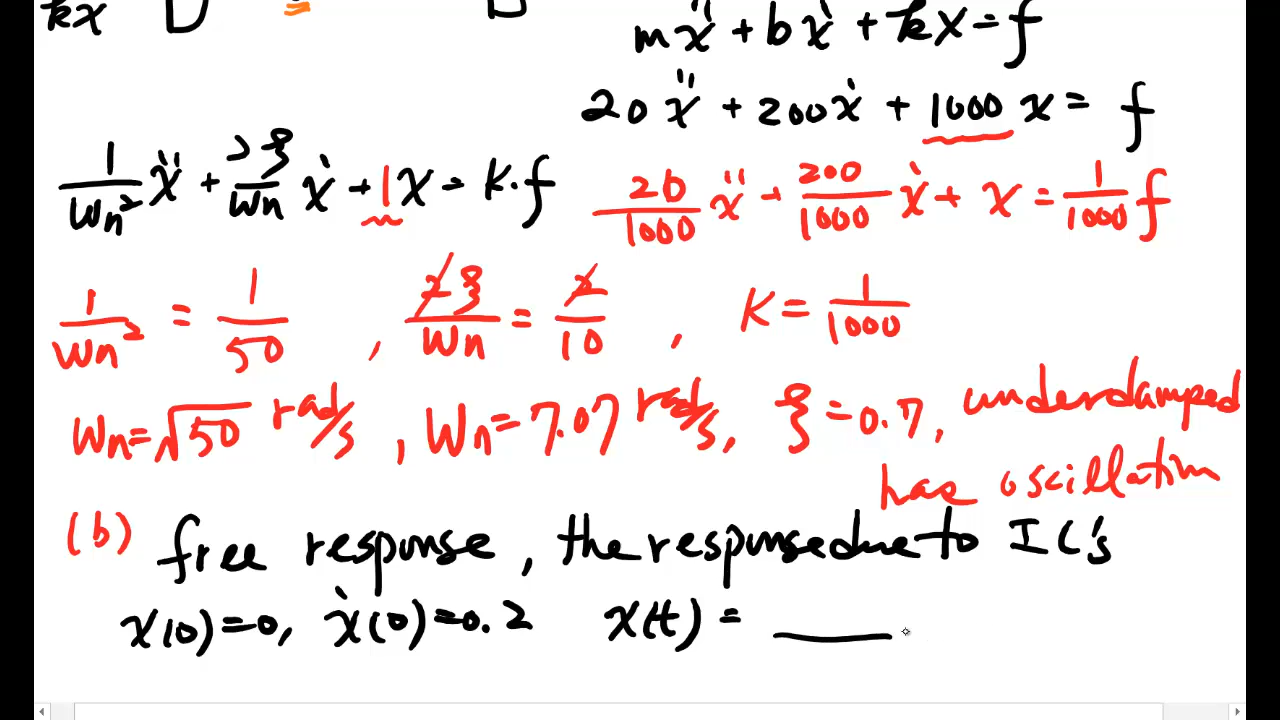 kx
mẍ + bẋ + kx = f
20ẍ + 200ẋ + 1000x = f
1/Wn² ẍ + 2ξ/Wn ẋ + 1x = K·f
20/1000 ẍ + 200/1000 ẋ + x = 1/1000 f
1/Wn² = 1/50 , 2ξ/Wn = 2/10 , K = 1/1000
Wn = √50 rad/s , Wn = 7.07 rad/s, ξ = 0.7, underdamped
has oscillation
(b) free response, the response due to IC's
x(0)=0, ẋ(0)=0.2 x(t) = ____